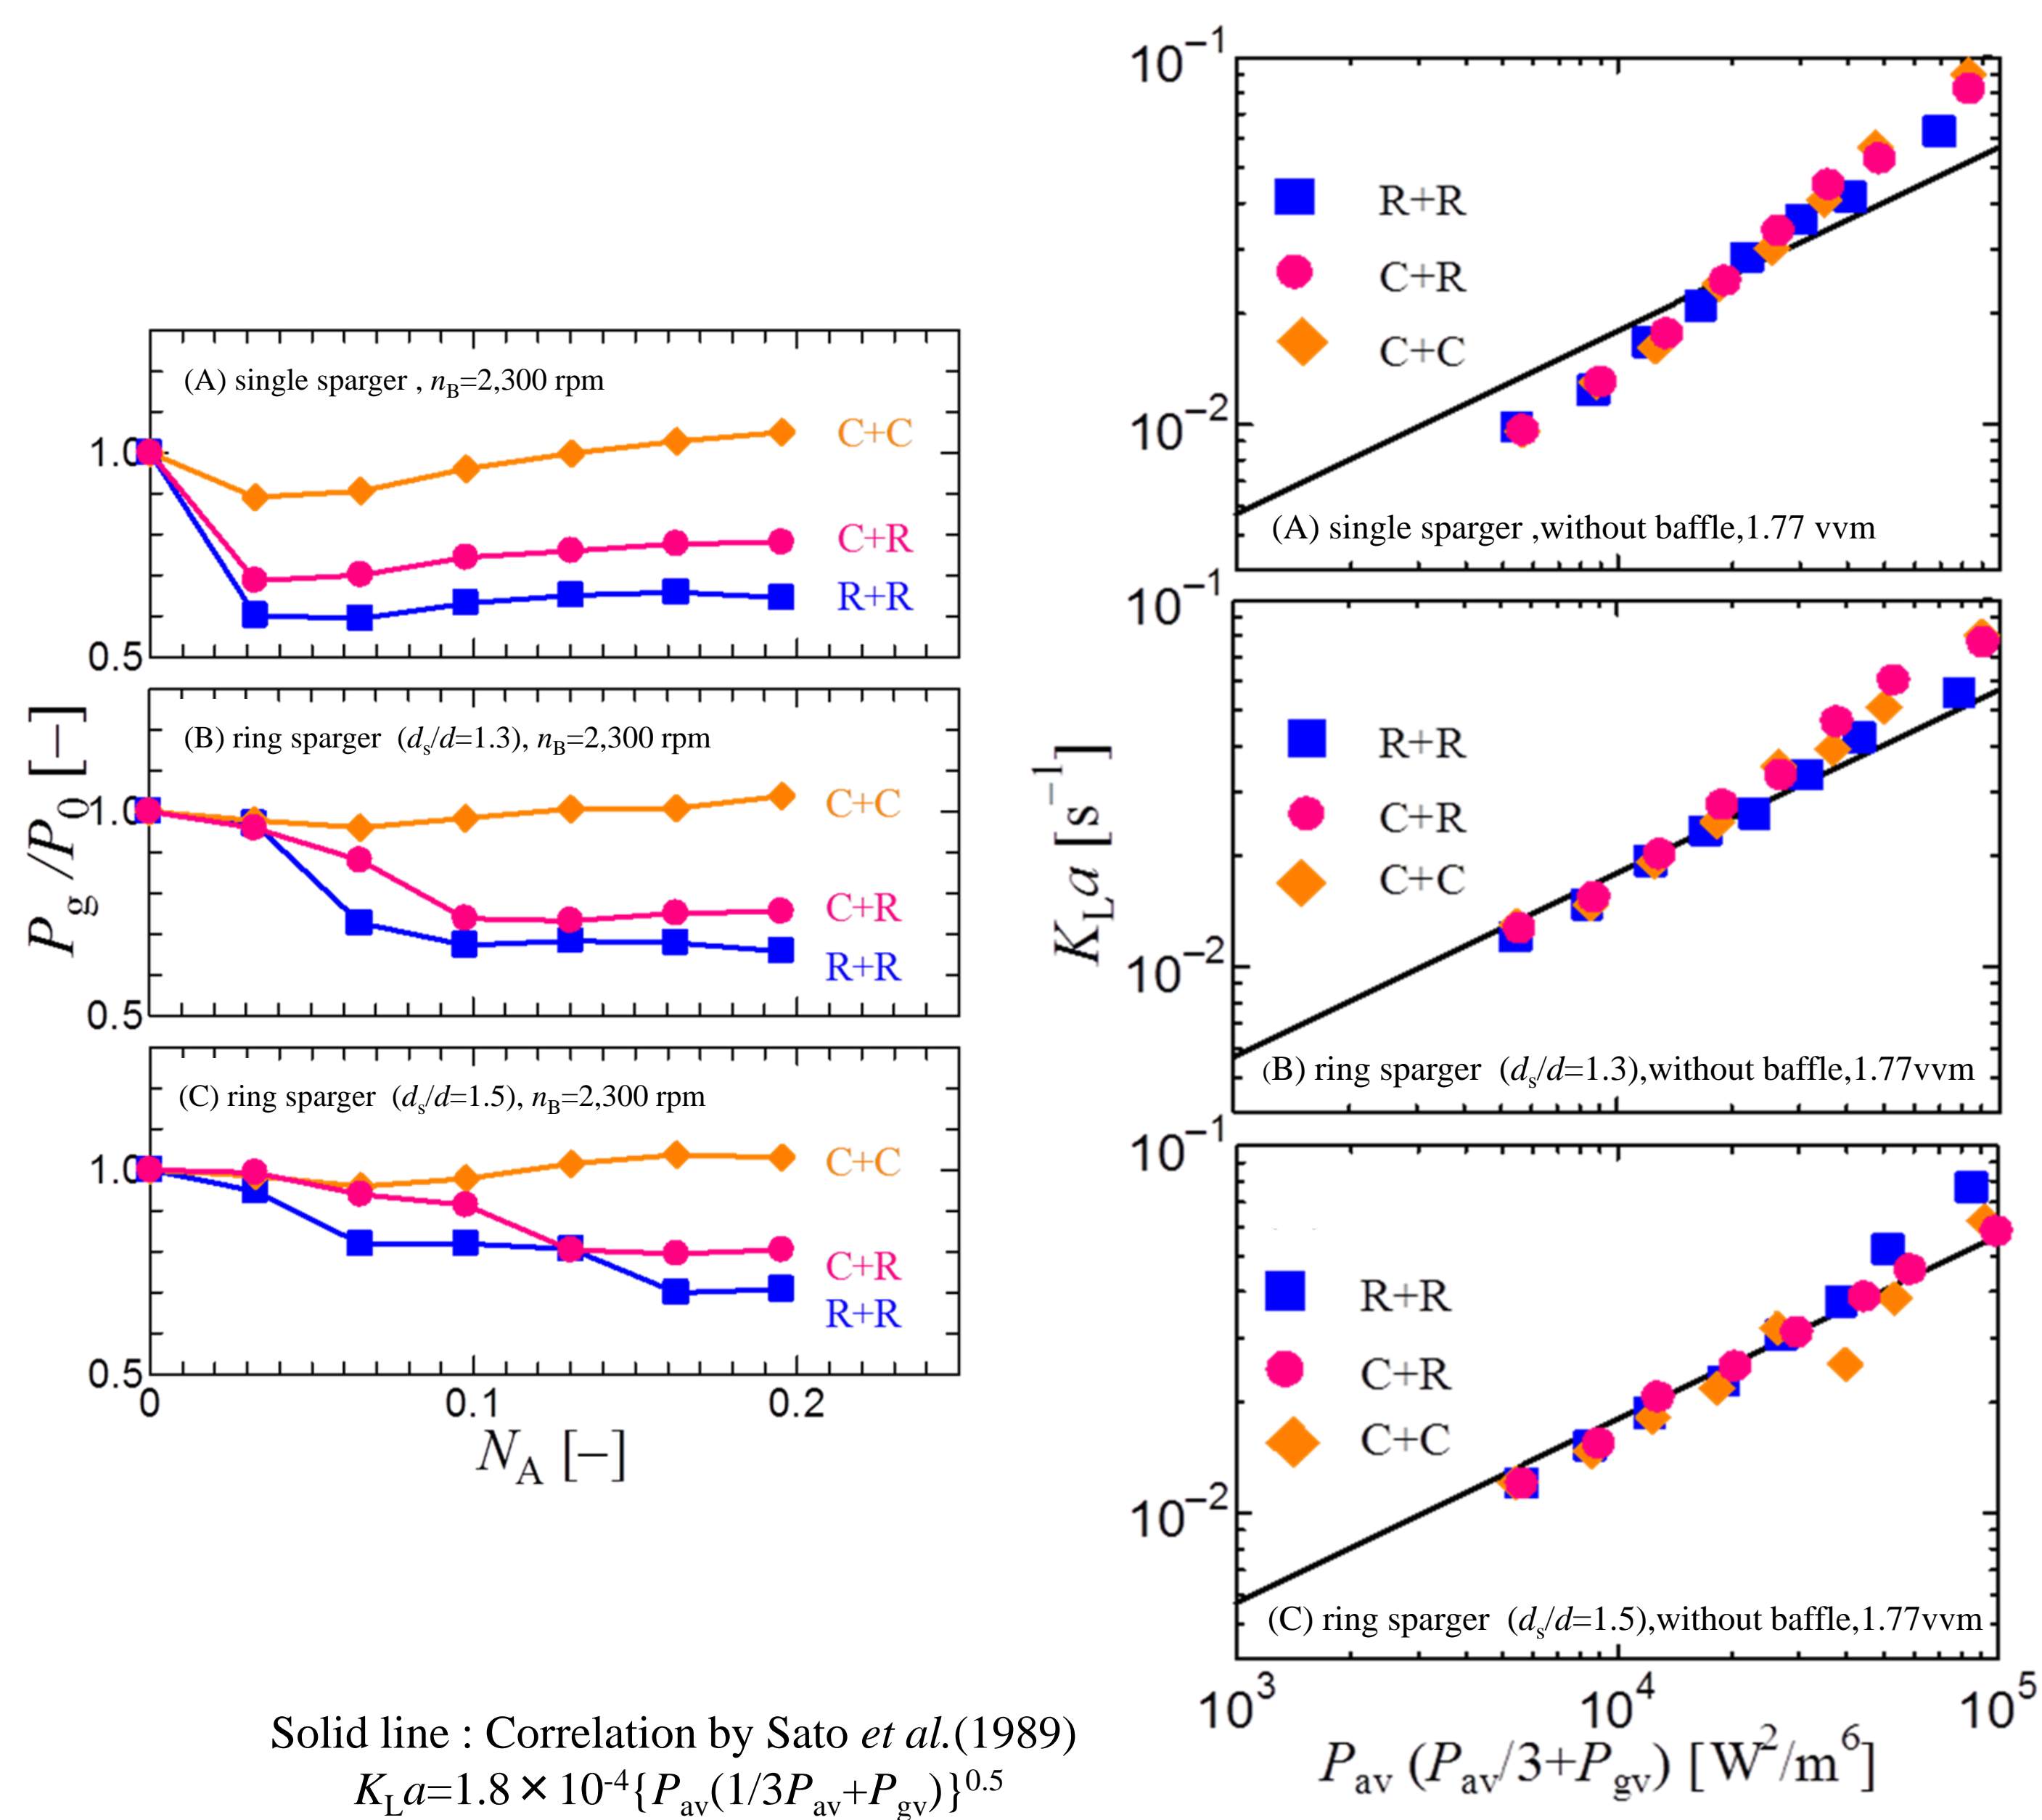 (A) single sparger , nB=2,300 rpm
1.0
0.5
C+C
C+R
R+R
(B) ring sparger (ds/d=1.3), nB=2,300 rpm
1.0
0.5
C+C
C+R
R+R
(C) ring sparger (ds/d=1.5), nB=2,300 rpm
1.0
0.5
C+C
C+R
R+R
0 0.1 0.2
Pg/P0 [–]
NA [–]
Solid line : Correlation by Sato et al.(1989)
KLa=1.8×10-4{Pav(1/3Pav+Pgv)}0.5
10−1
10−2
R+R
C+R
C+C
(A) single sparger ,without baffle,1.77 vvm
10−1
10−2
R+R
C+R
C+C
(B) ring sparger (ds/d=1.3),without baffle,1.77vvm
10−1
10−2
R+R
C+R
C+C
(C) ring sparger (ds/d=1.5),without baffle,1.77vvm
103 104 105
KLa [s−1]
Pav (Pav/3+Pgv) [W2/m6]